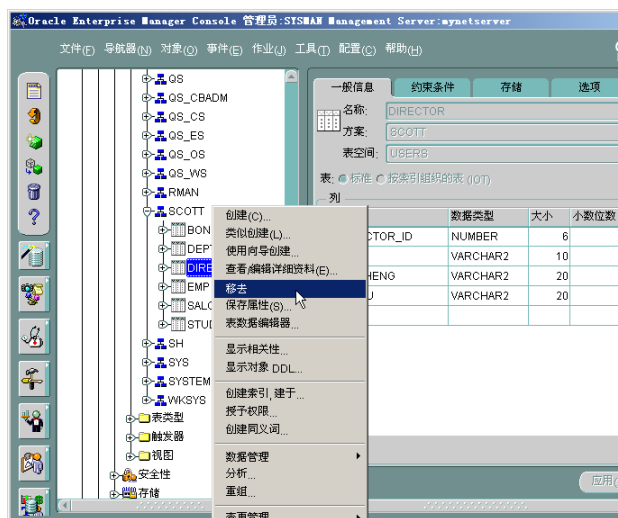 Oracle Enterprise Manager Console 管理员:SYSMAN Management Server:mynetserver
文件(F) 导航器(N) 对象(O) 事件(E) 作业(J) 工具(T) 配置(C) 帮助(H)
QS
QS_CBADM
QS_CS
QS_ES
QS_OS
QS_WS
RMAN
SCOTT
BON
DEPT
DIRE
EMP
SALG
STUD
SH
SYS
SYSTEM
WKSYS
表类型
触发器
视图
安全性
存储
创建(C)...
类似创建(L)...
使用向导创建...
查看/编辑详细资料(E)...
移去
保存属性(S)...
表数据编辑器...
显示相关性...
显示对象 DDL...
创建索引, 建于...
授予权限...
创建同义词...
数据管理
分析...
重组...
变更管理
一般信息 约束条件 存储 选项
名称: DIRECTOR
方案: SCOTT
表空间: USERS
表: 标准 按索引组织的表 (IOT)
列
数据类型 大小 小数位数
CTOR_ID NUMBER 6
VARCHAR2 10
HENG VARCHAR2 20
U VARCHAR2 20
应用(